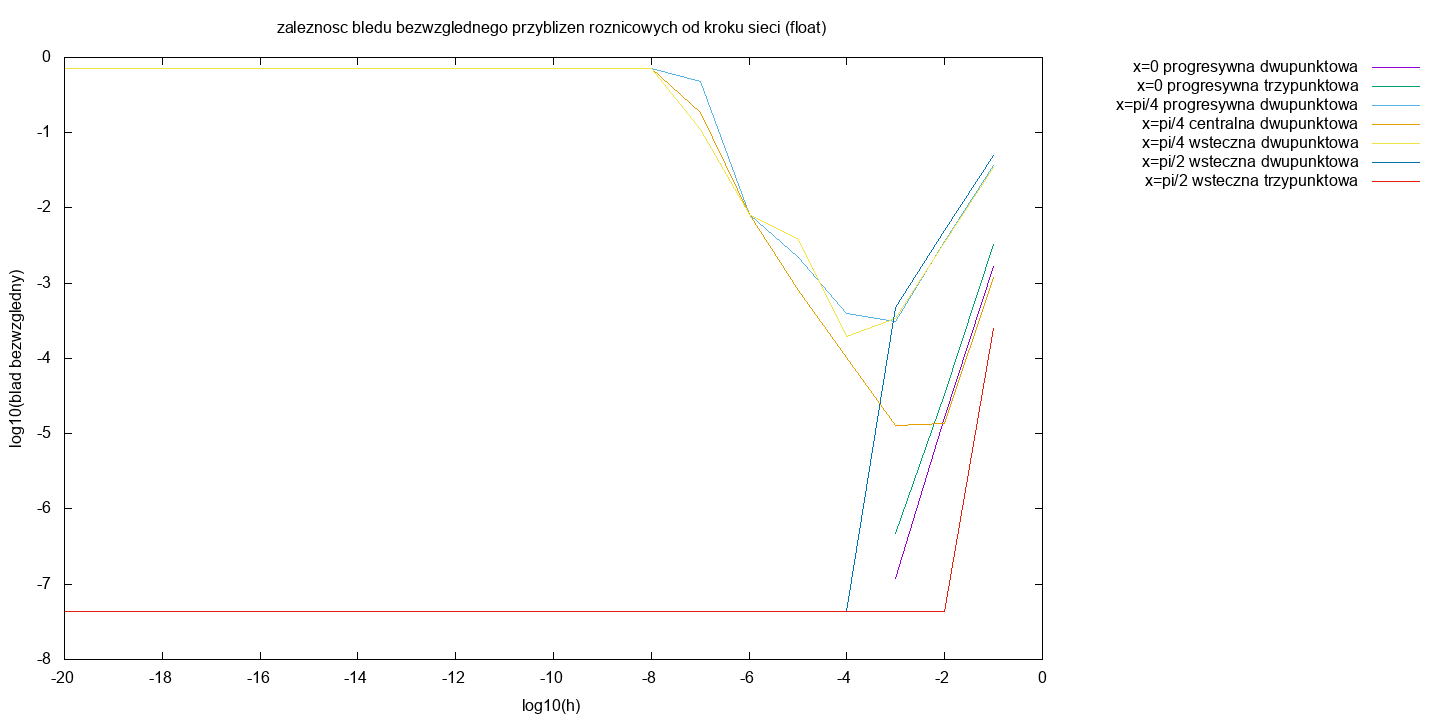 zaleznosc bledu bezwzglednego przyblizen roznicowych od kroku sieci (float)
x=0 progresywna dwupunktowa
x=0 progresywna trzypunktowa
x=pi/4 progresywna dwupunktowa
x=pi/4 centralna dwupunktowa
x=pi/4 wsteczna dwupunktowa
x=pi/2 wsteczna dwupunktowa
x=pi/2 wsteczna trzypunktowa
log10(blad bezwzgledny)
0
-1
-2
-3
-4
-5
-6
-7
-8
-20 -18 -16 -14 -12 -10 -8 -6 -4 -2 0
log10(h)